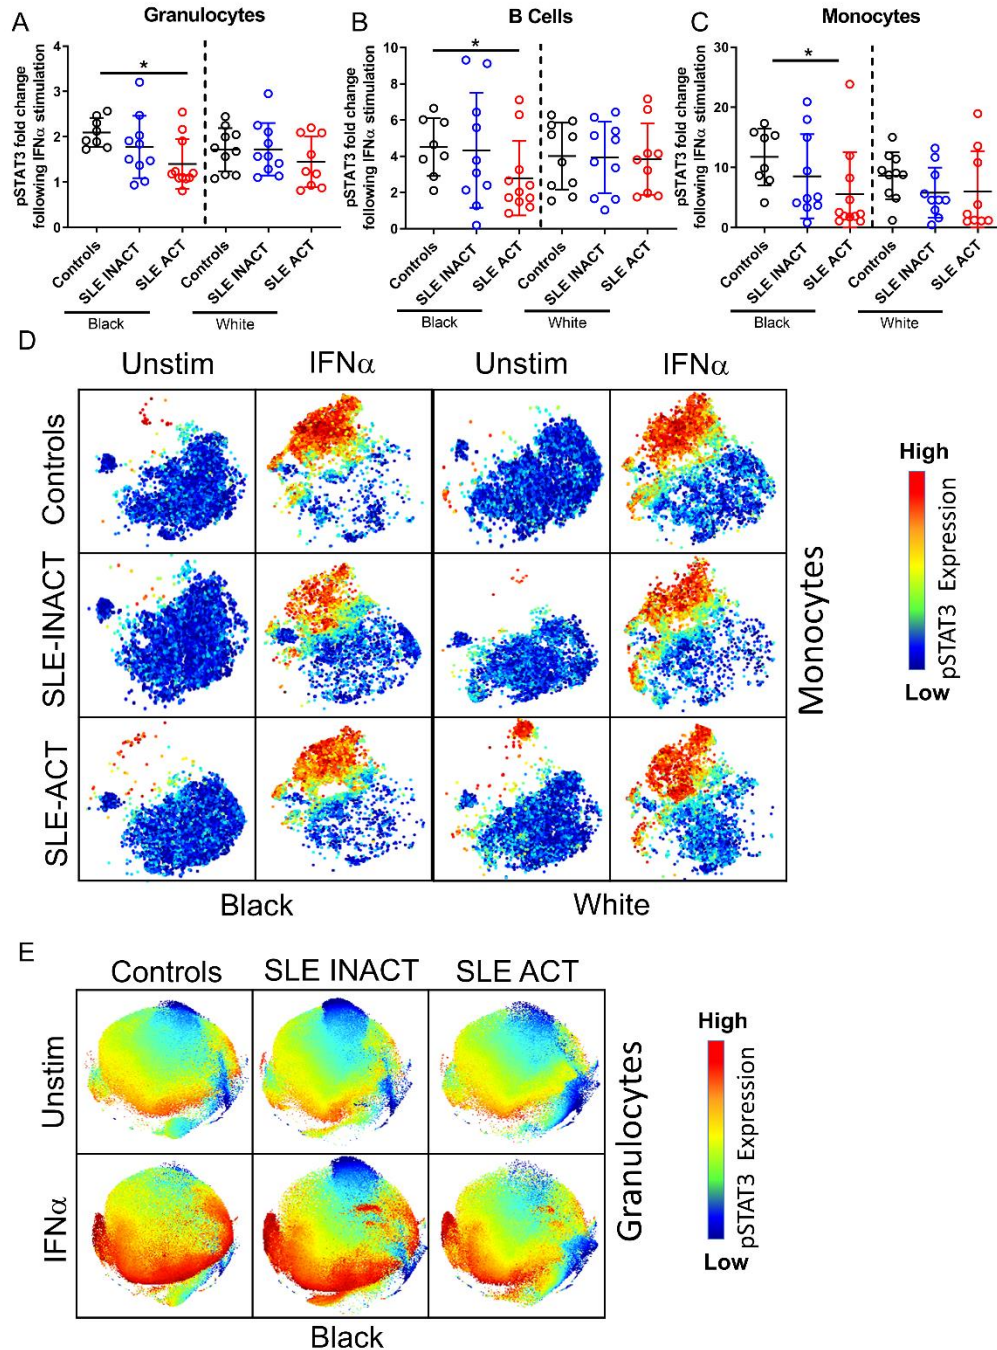 A
Granulocytes
pSTAT3 fold change
following IFNα stimulation
4
3
2
1
0
*
Controls
SLE INACT
SLE ACT
Controls
SLE INACT
SLE ACT
Black
White
B
B Cells
pSTAT3 fold change
following IFNα stimulation
10
8
6
4
2
0
*
Controls
SLE INACT
SLE ACT
Controls
SLE INACT
SLE ACT
Black
White
C
Monocytes
pSTAT3 fold change
following IFNα stimulation
30
20
10
0
*
Controls
SLE INACT
SLE ACT
Controls
SLE INACT
SLE ACT
Black
White
D
Unstim
IFNα
Unstim
IFNα
Controls
SLE-INACT
SLE-ACT
Black
White
Monocytes
High
pSTAT3 Expression
Low
E
Controls
SLE INACT
SLE ACT
Unstim
IFNα
Black
Granulocytes
High
pSTAT3 Expression
Low